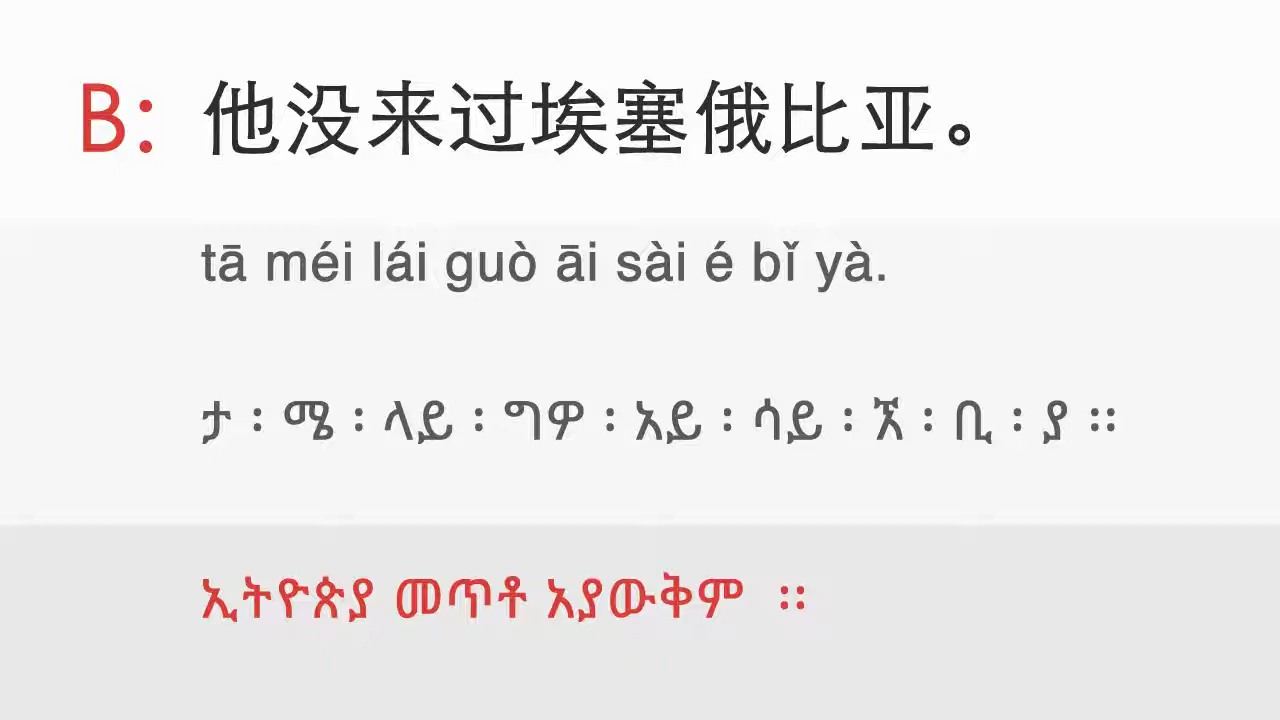 B: 他没来过埃塞俄比亚。
tā méi lái guò āi sài é bǐ yà.
ታ ፡ ሜ ፡ ላይ ፡ ግዎ ፡ አይ ፡ ሳይ ፡ ኧ ፡ ቢ ፡ ያ ።
ኢትዮጵያ መጥቶ አያውቅም ።